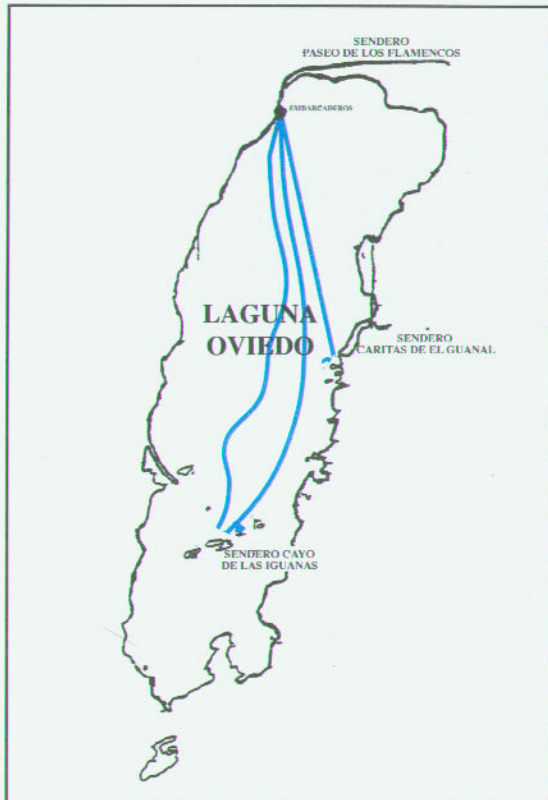 SENDERO
PASEO DE LOS FLAMENCOS
EMBARCADEROS
LAGUNA
OVIEDO
SENDERO
CARITAS DE EL GUANAL
SENDERO CAYO
DE LAS IGUANAS